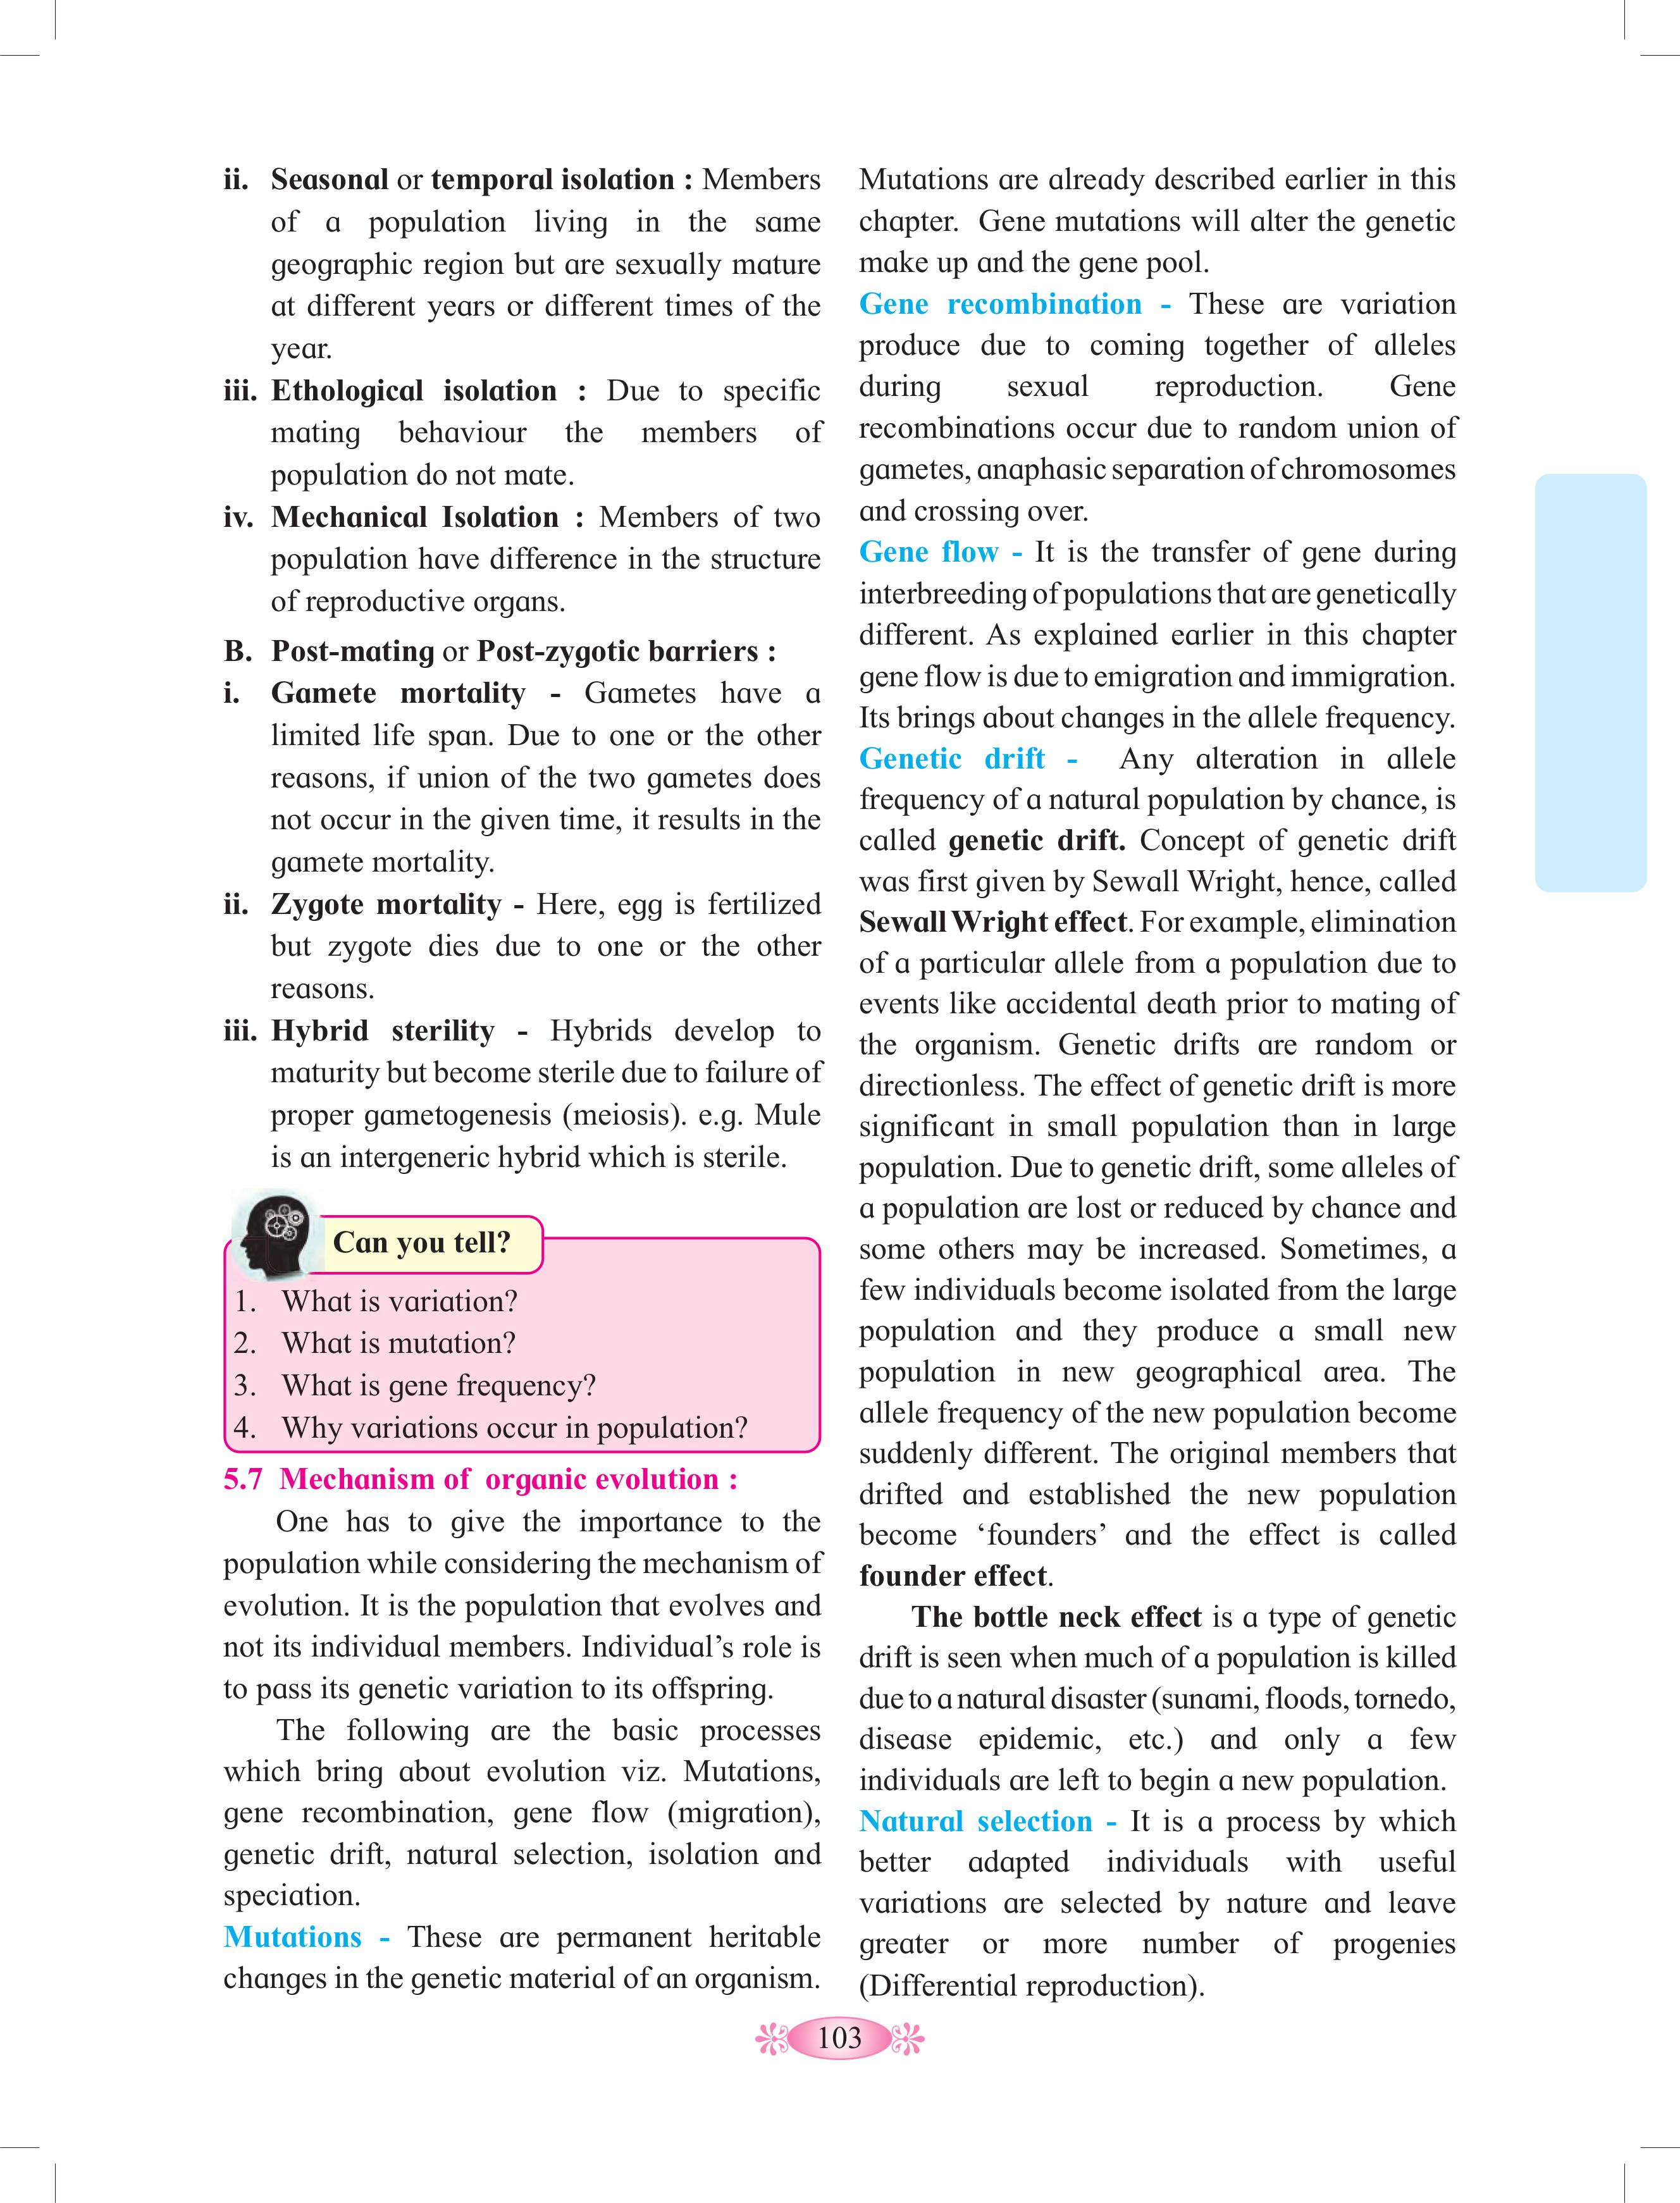 ii. Seasonal or temporal isolation : Members
of a population living in the same
geographic region but are sexually mature
at different years or different times of the
year.
iii. Ethological isolation : Due to specific
mating behaviour the members of
population do not mate.
iv. Mechanical Isolation : Members of two
population have difference in the structure
of reproductive organs.
B. Post-mating or Post-zygotic barriers :
i. Gamete mortality - Gametes have a
limited life span. Due to one or the other
reasons, if union of the two gametes does
not occur in the given time, it results in the
gamete mortality.
ii. Zygote mortality - Here, egg is fertilized
but zygote dies due to one or the other
reasons.
iii. Hybrid sterility - Hybrids develop to
maturity but become sterile due to failure of
proper gametogenesis (meiosis). e.g. Mule
is an intergeneric hybrid which is sterile.
Can you tell?
1. What is variation?
2. What is mutation?
3. What is gene frequency?
4. Why variations occur in population?
5.7 Mechanism of organic evolution :
One has to give the importance to the
population while considering the mechanism of
evolution. It is the population that evolves and
not its individual members. Individual's role is
to pass its genetic variation to its offspring.
The following are the basic processes
which bring about evolution viz. Mutations,
gene recombination, gene flow (migration),
genetic drift, natural selection, isolation and
speciation.
Mutations - These are permanent heritable
changes in the genetic material of an organism.
Mutations are already described earlier in this
chapter. Gene mutations will alter the genetic
make up and the gene pool.
Gene recombination - These are variation
produce due to coming together of alleles
during sexual reproduction. Gene
recombinations occur due to random union of
gametes, anaphasic separation of chromosomes
and crossing over.
Gene flow - It is the transfer of gene during
interbreeding of populations that are genetically
different. As explained earlier in this chapter
gene flow is due to emigration and immigration.
Its brings about changes in the allele frequency.
Genetic drift - Any alteration in allele
frequency of a natural population by chance, is
called genetic drift. Concept of genetic drift
was first given by Sewall Wright, hence, called
Sewall Wright effect. For example, elimination
of a particular allele from a population due to
events like accidental death prior to mating of
the organism. Genetic drifts are random or
directionless. The effect of genetic drift is more
significant in small population than in large
population. Due to genetic drift, some alleles of
a population are lost or reduced by chance and
some others may be increased. Sometimes, a
few individuals become isolated from the large
population and they produce a small new
population in new geographical area. The
allele frequency of the new population become
suddenly different. The original members that
drifted and established the new population
become ‘founders’ and the effect is called
founder effect.
The bottle neck effect is a type of genetic
drift is seen when much of a population is killed
due to a natural disaster (sunami, floods, tornedo,
disease epidemic, etc.) and only a few
individuals are left to begin a new population.
Natural selection - It is a process by which
better adapted individuals with useful
variations are selected by nature and leave
greater or more number of progenies
(Differential reproduction).
103